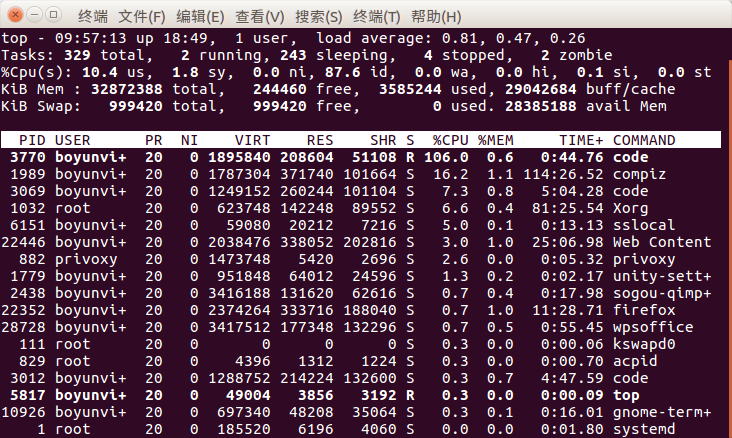 终端 文件(F) 编辑(E) 查看(V) 搜索(S) 终端(T) 帮助(H)
top - 09:57:13 up 18:49,  1 user,  load average: 0.81, 0.47, 0.26
Tasks: 329 total,   2 running, 243 sleeping,   4 stopped,   2 zombie
%Cpu(s): 10.4 us,  1.8 sy,  0.0 ni, 87.6 id,  0.0 wa,  0.0 hi,  0.1 si,  0.0 st
KiB Mem : 32872388 total,   244460 free,  3585244 used, 29042684 buff/cache
KiB Swap:   999420 total,   999420 free,        0 used. 28385188 avail Mem
PID USER      PR  NI    VIRT    RES    SHR S  %CPU %MEM     TIME+ COMMAND
3770 boyunvi+  20   0 1895840 208604  51108 R 106.0  0.6   0:44.76 code
1989 boyunvi+  20   0 1787304 371740 101664 S  16.2  1.1 114:26.52 compiz
3069 boyunvi+  20   0 1249152 260244 101104 S   7.3  0.8   5:04.28 code
1032 root      20   0  623748 142248  89552 S   6.6  0.4  81:25.54 Xorg
6151 boyunvi+  20   0   59080  20212   7216 S   5.0  0.1   0:13.13 sslocal
22446 boyunvi+  20   0 2038476 338052 202816 S   3.0  1.0  25:06.98 Web Content
882 privoxy   20   0 1473748   5420   2696 S   2.6  0.0   0:05.32 privoxy
1779 boyunvi+  20   0  951848  64012  24596 S   1.3  0.2   0:02.17 unity-sett+
2438 boyunvi+  20   0 3416188 131620  62616 S   0.7  0.4   0:17.98 sogou-qimp+
22352 boyunvi+  20   0 2374264 333716 188040 S   0.7  1.0  11:28.71 firefox
28728 boyunvi+  20   0 3417512 177348 132296 S   0.7  0.5   0:55.45 wpsoffice
111 root      20   0       0      0      0 S   0.3  0.0   0:00.06 kswapd0
829 root      20   0    4396   1312   1224 S   0.3  0.0   0:00.70 acpid
3012 boyunvi+  20   0 1288752 214224 132600 S   0.3  0.7   4:47.59 code
5817 boyunvi+  20   0   49004   3856   3192 R   0.3  0.0   0:00.09 top
10926 boyunvi+  20   0  697340  48208  35064 S   0.3  0.1   0:16.01 gnome-term+
1 root      20   0  185520   6196   4060 S   0.0  0.0   0:01.80 systemd